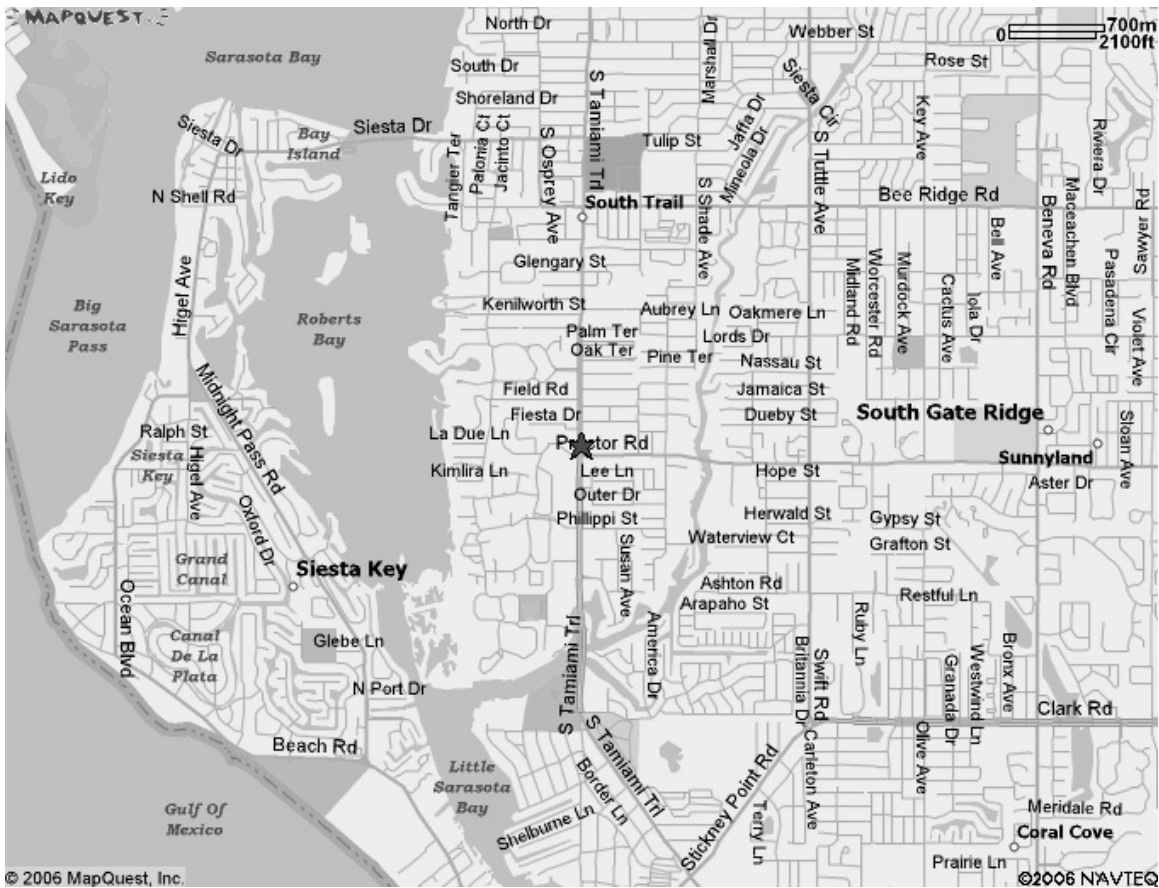 MAPQUEST
North Dr
Webber St
0 700m
2100ft
Sarasota Bay
South Dr
S Tamiami Trl
Marshall Dr
Siesta Cir
Rose St
Shoreland Dr
Siesta Dr
Bay
Island
Siesta Dr
Tangier Ter
Palonia Ct
Jacinto Ct
S Osprey Ave
Tulip St
Jaffa Dr
Mineola Dr
S Tuttle Ave
Key Ave
Riviera Dr
Lido
Key
N Shell Rd
South Trail
S Shade Ave
Bee Ridge Rd
Beneva Rd
Maceachen Blvd
Sawyer Rd
Glengary St
Midland Rd
Worcester Rd
Murdock Ave
Cactus Ave
Bell Ave
Iola Dr
Pasadena Cir
Violet Ave
Big
Sarasota
Pass
Higel Ave
Roberts
Bay
Kenilworth St
Aubrey Ln
Oakmere Ln
Palm Ter
Lords Dr
Oak Ter
Pine Ter
Nassau St
Midnight Pass Rd
Field Rd
Jamaica St
Fiesta Dr
Dueby St
South Gate Ridge
Sloan Ave
Ralph St
La Due Ln
Proctor Rd
Siesta
Key
Higel Ave
Sunnyland
Kimlira Ln
Lee Ln
Hope St
Aster Dr
Oxford Dr
Outer Dr
Phillippi St
Herwald St
Gypsy St
Waterview Ct
Grafton St
Grand
Canal
Siesta Key
Susan Ave
Ashton Rd
Restful Ln
Ocean Blvd
Arapaho St
Canal
De La
Plata
Glebe Ln
S Tamiami Trl
America Dr
Britannia Dr
Swift Rd
Ruby Ln
Granada Dr
Westwind Ln
Bronx Ave
N Port Dr
Clark Rd
Beach Rd
S Tamiami Trl
Stickney Point Rd
Carleton Ave
Olive Ave
Little
Sarasota
Bay
Border Ln
Shelburne Ln
Terry Ln
Meridale Rd
Gulf Of
Mexico
Coral Cove
Prairie Ln
© 2006 MapQuest, Inc.
©2006 NAVTEQ